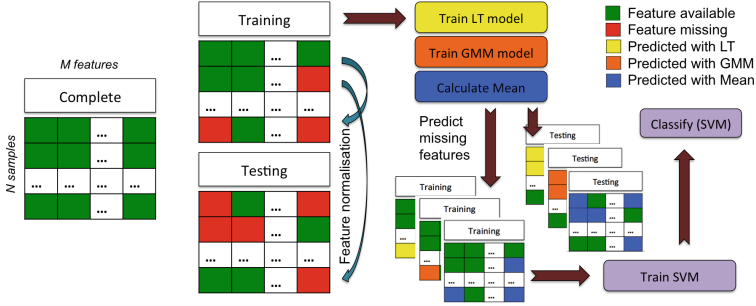 M features
Complete
N samples
... 
...
... ... ... ...
...
Training
...
...
... ... ... ...
...
Testing
...
...
... ... ... ...
...
Feature normalisation
Train LT model
Train GMM model
Calculate Mean
Predict
missing
features
Training
Training
Training
...
...
... ... ... ...
...
Testing
Testing
Testing
...
...
... ... ... ...
...
Train SVM
Classify (SVM)
Feature available
Feature missing
Predicted with LT
Predicted with GMM
Predicted with Mean